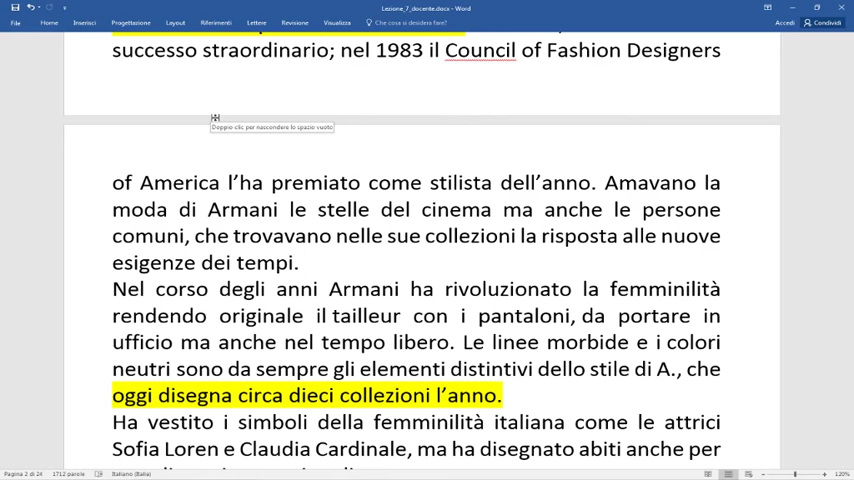 Lezione_7_docente.docx - Word
File Home Inserisci Progettazione Layout Riferimenti Lettere Revisione Visualizza Che cosa si desidera fare? Accedi Condividi
successo straordinario; nel 1983 il Council of Fashion Designers
Doppio clic per nascondere lo spazio vuoto
of America l’ha premiato come stilista dell’anno. Amavano la
moda di Armani le stelle del cinema ma anche le persone
comuni, che trovavano nelle sue collezioni la risposta alle nuove
esigenze dei tempi.
Nel corso degli anni Armani ha rivoluzionato la femminilità
rendendo originale il tailleur con i pantaloni, da portare in
ufficio ma anche nel tempo libero. Le linee morbide e i colori
neutri sono da sempre gli elementi distintivi dello stile di A., che
oggi disegna circa dieci collezioni l’anno.
Ha vestito i simboli della femminilità italiana come le attrici
Sofia Loren e Claudia Cardinale, ma ha disegnato abiti anche per
Pagina 2 di 24 1712 parole Italiano (Italia) 120%